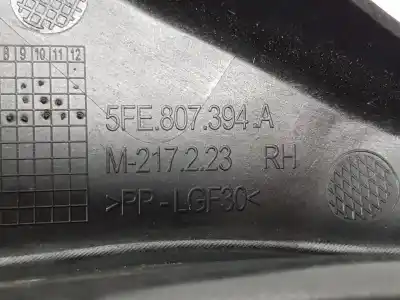 8 9 10 11 12
5FE.807.394.A
M-217.2.23 RH
>PP-LGF30<